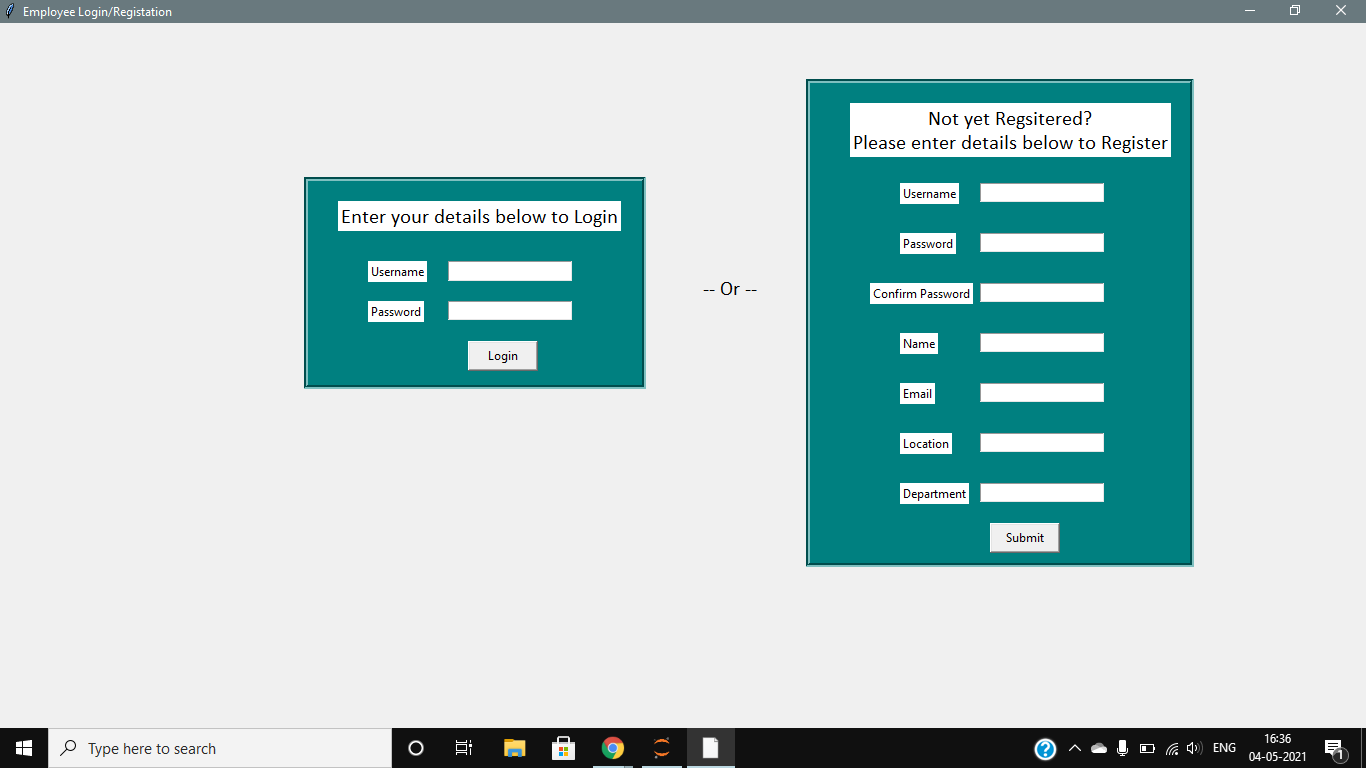 Employee Login/Registation
Enter your details below to Login
Username
Password
Login
-- Or --
Not yet Regsitered?
Please enter details below to Register
Username
Password
Confirm Password
Name
Email
Location
Department
Submit
Type here to search
ENG
16:36
04-05-2021
1